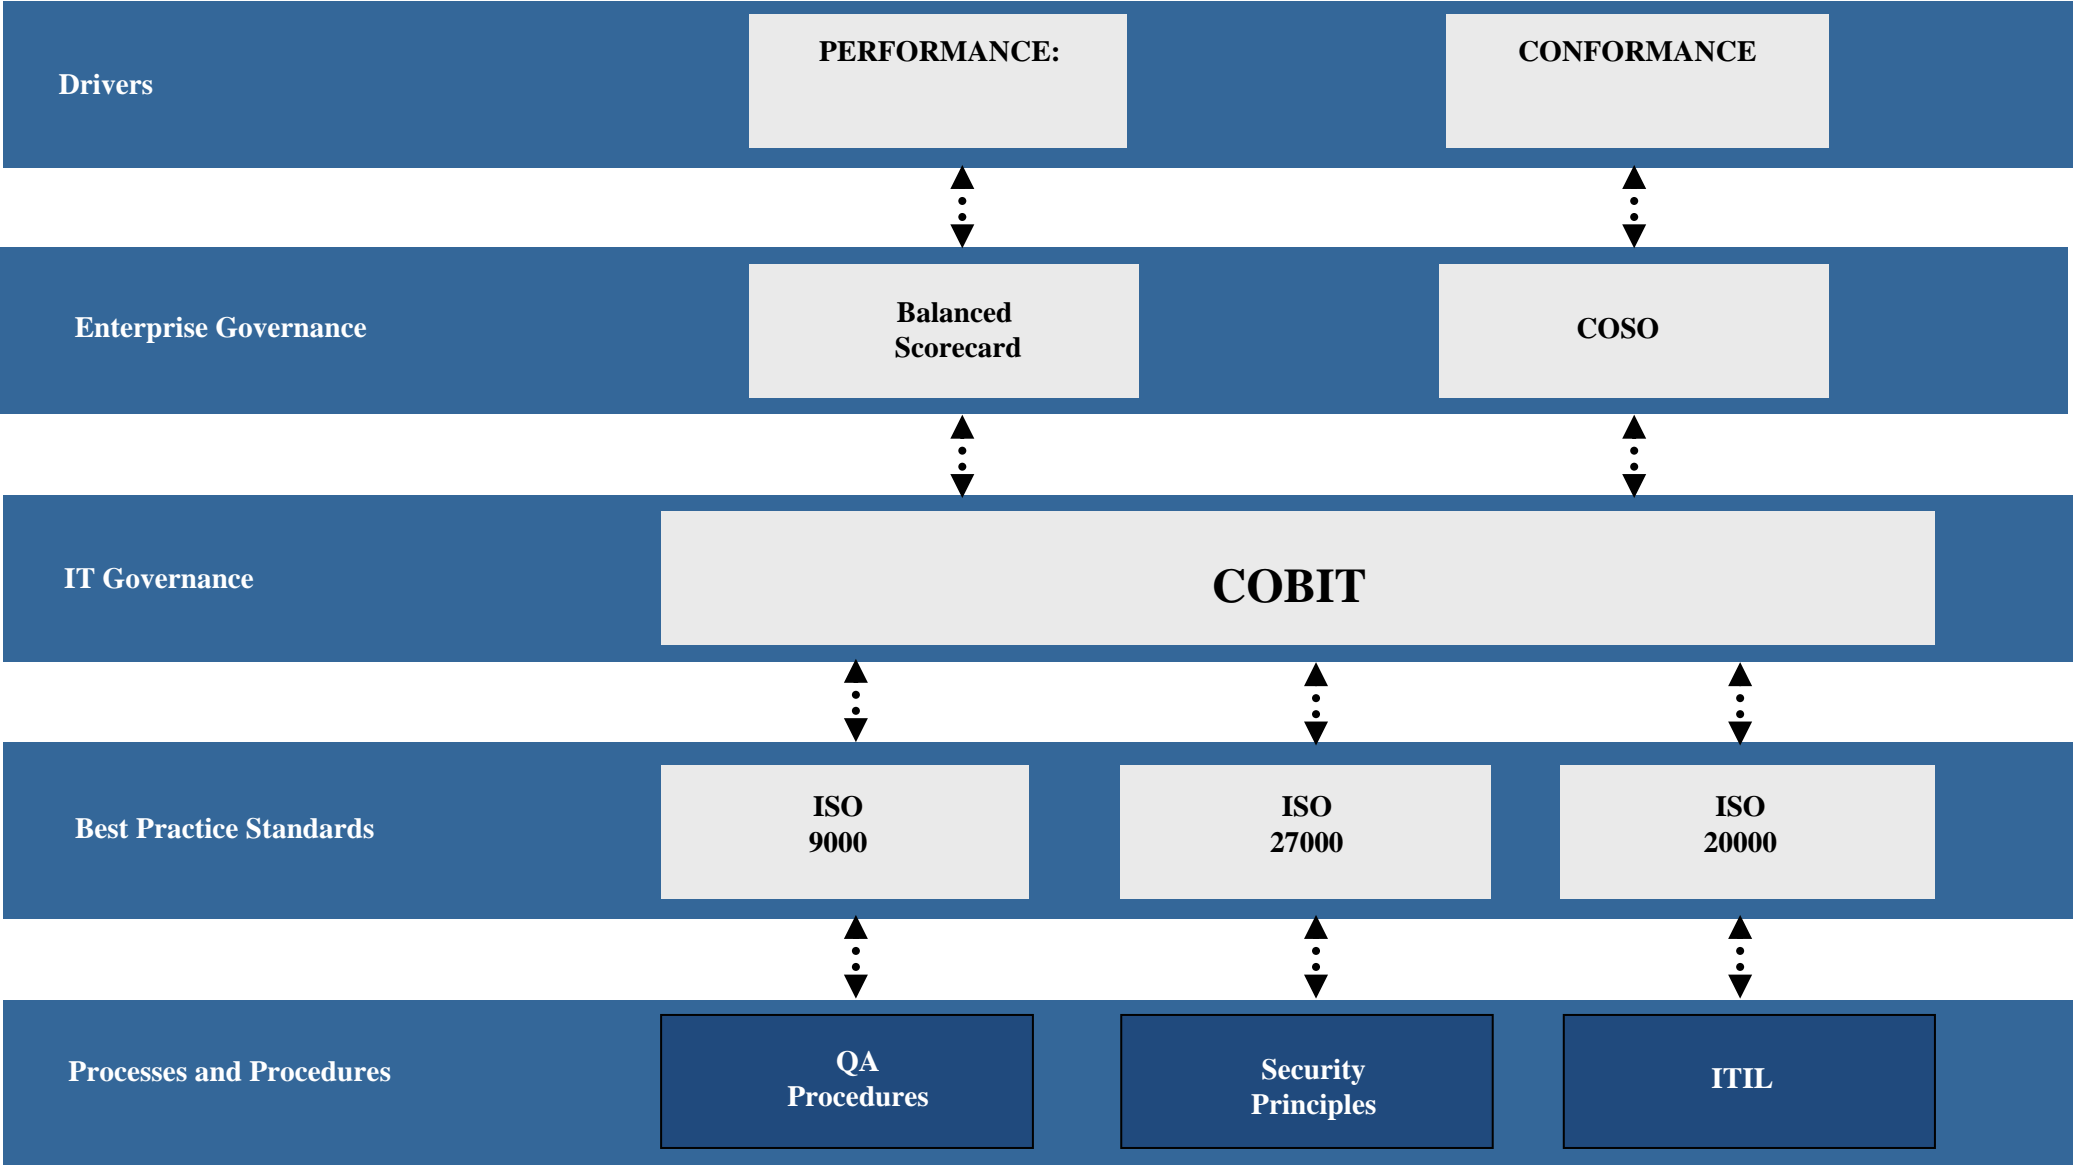 Drivers
PERFORMANCE:
CONFORMANCE
Enterprise Governance
Balanced
Scorecard
COSO
IT Governance
COBIT
Best Practice Standards
ISO
9000
ISO
27000
ISO
20000
Processes and Procedures
QA
Procedures
Security
Principles
ITIL